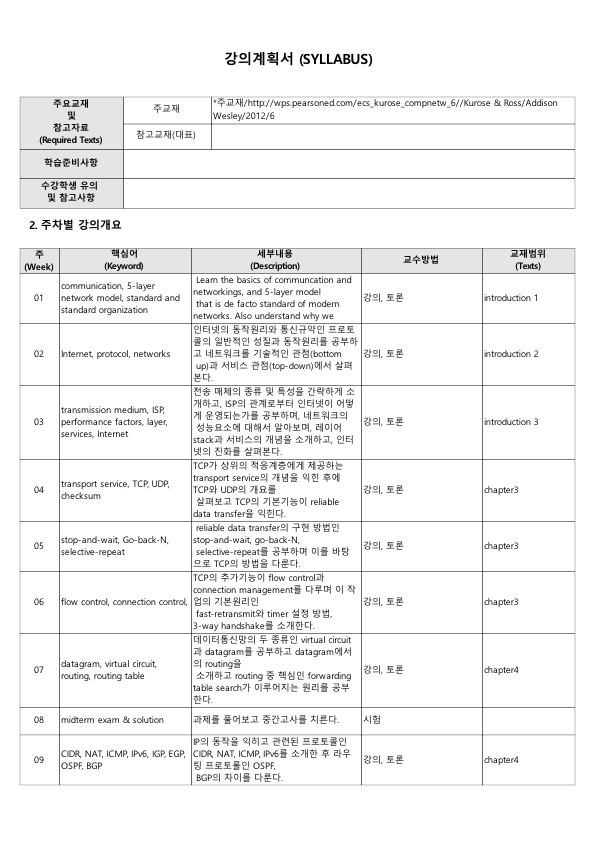 강의계획서 (SYLLABUS)
주요교재
및
참고자료
(Required Texts)
주교재
*주교재/http://wps.pearsoned.com/ecs_kurose_compnetw_6//Kurose & Ross/Addison
Wesley/2012/6
참고교재(대표)
학습준비사항
수강학생 유의
및 참고사항
2. 주차별 강의개요
주
(Week)
핵심어
(Keyword)
세부내용
(Description)
교수방법
교재범위
(Texts)
01
communication, 5-layer
network model, standard and
standard organization
Learn the basics of communcation and
networkings, and 5-layer model
that is de facto standard of modern
networks. Also understand why we
강의, 토론
introduction 1
02
Internet, protocol, networks
인터넷의 동작원리와 통신규약인 프로토
콜의 일반적인 성질과 동작원리를 공부하
고 네트워크를 기술적인 관점(bottom
up)과 서비스 관점(top-down)에서 살펴
본다.
강의, 토론
introduction 2
03
transmission medium, ISP,
performance factors, layer,
services, Internet
전송 매체의 종류 및 특성을 간략하게 소
개하고, ISP의 관계로부터 인터넷이 어떻
게 운영되는가를 공부하며, 네트워크의
성능요소에 대해서 알아보며, 레이어
stack과 서비스의 개념을 소개하고, 인터
넷의 진화를 살펴본다.
강의, 토론
introduction 3
04
transport service, TCP, UDP,
checksum
TCP가 상위의 적응계층에게 제공하는
transport service의 개념을 익힌 후에
TCP와 UDP의 개요를
살펴보고 TCP의 기본기능이 reliable
data transfer을 익힌다.
강의, 토론
chapter3
05
stop-and-wait, Go-back-N,
selective-repeat
reliable data transfer의 구현 방법인
stop-and-wait, go-back-N,
selective-repeat를 공부하며 이를 바탕
으로 TCP의 방법을 다룬다.
강의, 토론
chapter3
06
flow control, connection control,
TCP의 추가기능이 flow control과
connection management를 다루며 이 작
업의 기본원리인
fast-retransmit와 timer 설정 방법,
3-way handshake를 소개한다.
강의, 토론
chapter3
07
datagram, virtual circuit,
routing, routing table
데이터통신망의 두 종류인 virtual circuit
과 datagram를 공부하고 datagram에서
의 routing을
소개하고 routing 중 핵심인 forwarding
table search가 이루어지는 원리를 공부
한다.
강의, 토론
chapter4
08
midterm exam & solution
과제를 풀어보고 중간고사를 치른다.
시험
09
CIDR, NAT, ICMP, IPv6, IGP, EGP,
OSPF, BGP
IP의 동작을 익히고 관련된 프로토콜인
CIDR, NAT, ICMP, IPv6를 소개한 후 라우
팅 프로토콜인 OSPF,
BGP의 차이를 다룬다.
강의, 토론
chapter4